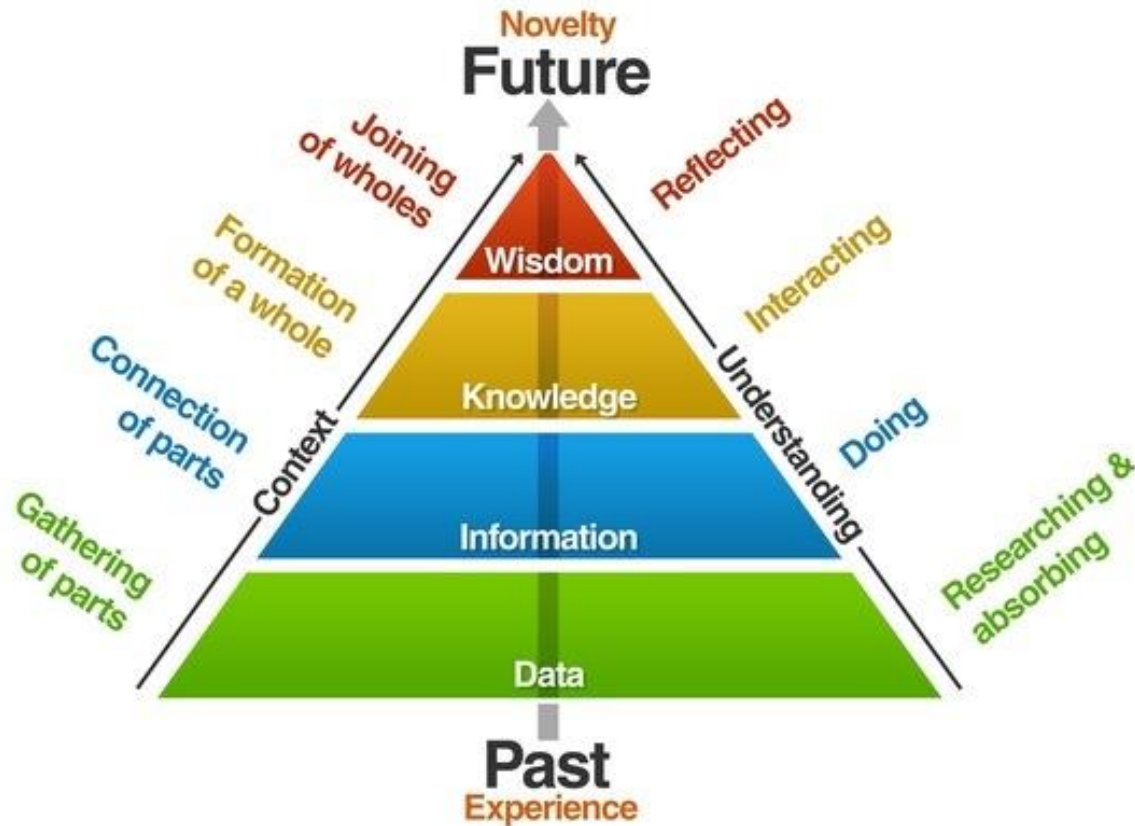 Novelty
Future
Joining
of wholes
Reflecting
Wisdom
Formation
of a whole
Interacting
Knowledge
Connection
of parts
Context
Understanding
Doing
Information
Gathering
of parts
Researching &
absorbing
Data
Past
Experience